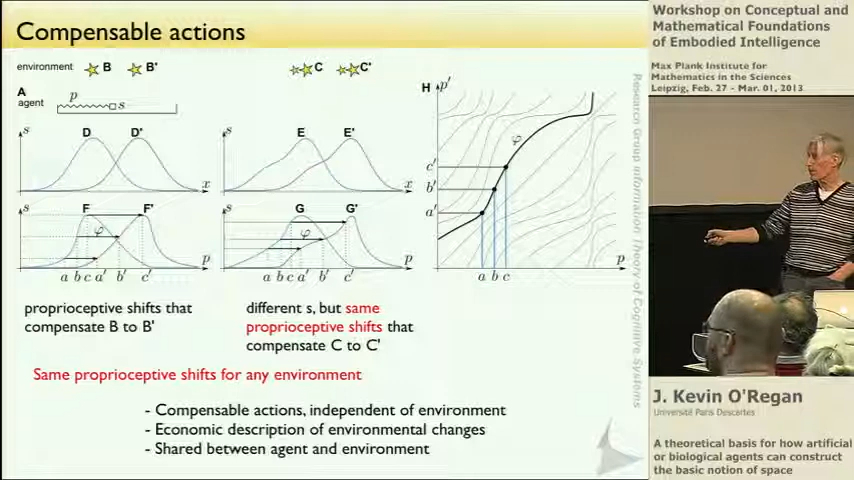 Compensable actions
environment B B' C C'
A
agent
p
s
s D D' x
s E E' x
s F F' φ p
a b c a' b' c'
s G G' φ p
a b c a' b' c'
H p'
φ
c'
b'
a'
a b c
p
proprioceptive shifts that
compensate B to B'
different s, but same
proprioceptive shifts that
compensate C to C'
Same proprioceptive shifts for any environment
- Compensable actions, independent of environment
- Economic description of environmental changes
- Shared between agent and environment
Research Group Information Theory of Cognitive Systems
Workshop on Conceptual and
Mathematical Foundations
of Embodied Intelligence
Max Plank Institute for
Mathematics in the Sciences
Leipzig, Feb. 27 - Mar. 01, 2013
J. Kevin O'Regan
Université Paris Descartes
A theoretical basis for how artificial
or biological agents can construct
the basic notion of space